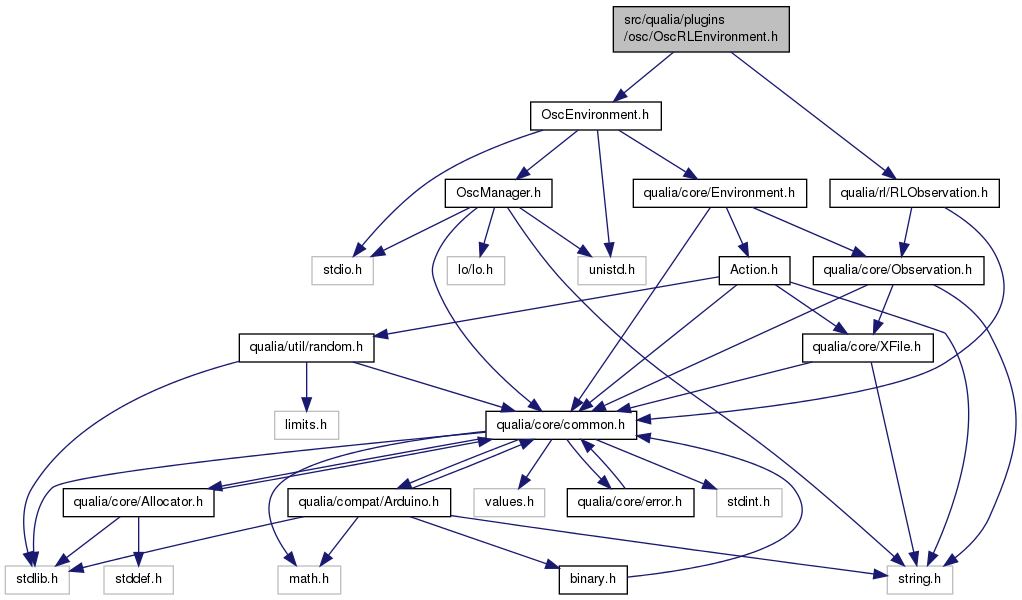 src/qualia/plugins
/osc/OscRLEnvironment.h
OscEnvironment.h
OscManager.h
qualia/core/Environment.h
qualia/rl/RLObservation.h
stdio.h
lo/lo.h
unistd.h
Action.h
qualia/core/Observation.h
qualia/util/random.h
qualia/core/XFile.h
limits.h
qualia/core/common.h
qualia/core/Allocator.h
qualia/compat/Arduino.h
values.h
qualia/core/error.h
stdint.h
stdlib.h
stddef.h
math.h
binary.h
string.h